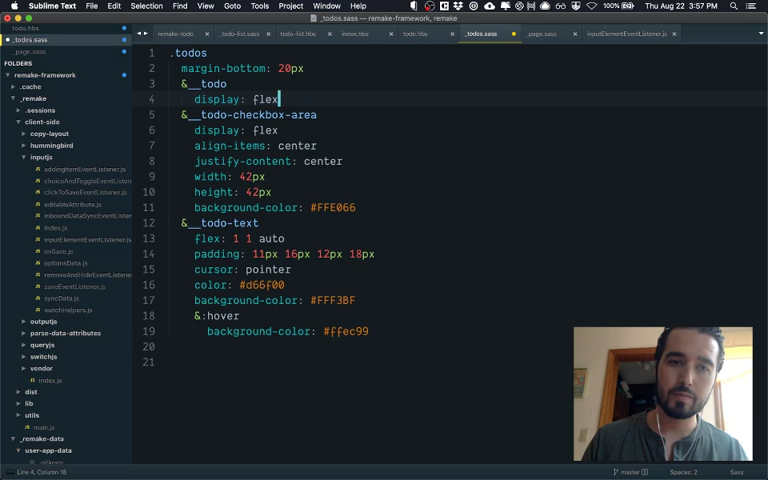 Sublime Text File Edit Selection Find View Goto Tools Project Window Help 100% Thu Aug 22 3:57 PM
_todos.sass — remake-framework, remake
todo.hbs
_todos.sass
_page.sass
FOLDERS
remake-framework
.cache
_remake
.sessions
client-side
copy-layout
hummingbird
inputjs
addingItemEventListener.js
choiceAndToggleEventListen
clickToSaveEventListener.js
editableAttribute.js
inboundDataSyncEventListener
index.js
inputElementEventListener.js
onSave.js
optionsData.js
removeAndHideEventListener
saveEventListener.js
syncData.js
watchHelpers.js
outputjs
parse-data-attributes
queryjs
switchjs
vendor
index.js
dist
lib
utils
main.js
_remake-data
user-app-data
remake-todo _todo-list.sass todo-list.hbs index.hbs todo.hbs _todos.sass _page.sass inputElementEventListener.js
1 .todos
2 margin-bottom: 20px
3 &__todo
4 display: flex
5 &__todo-checkbox-area
6 display: flex
7 align-items: center
8 justify-content: center
9 width: 42px
10 height: 42px
11 background-color: #FFE066
12 &__todo-text
13 flex: 1 1 auto
14 padding: 11px 16px 12px 18px
15 cursor: pointer
16 color: #d66f00
17 background-color: #FFF3BF
18 &:hover
19 background-color: #ffec99
20
21
Line 4, Column 16 master Spaces: 2 Sass